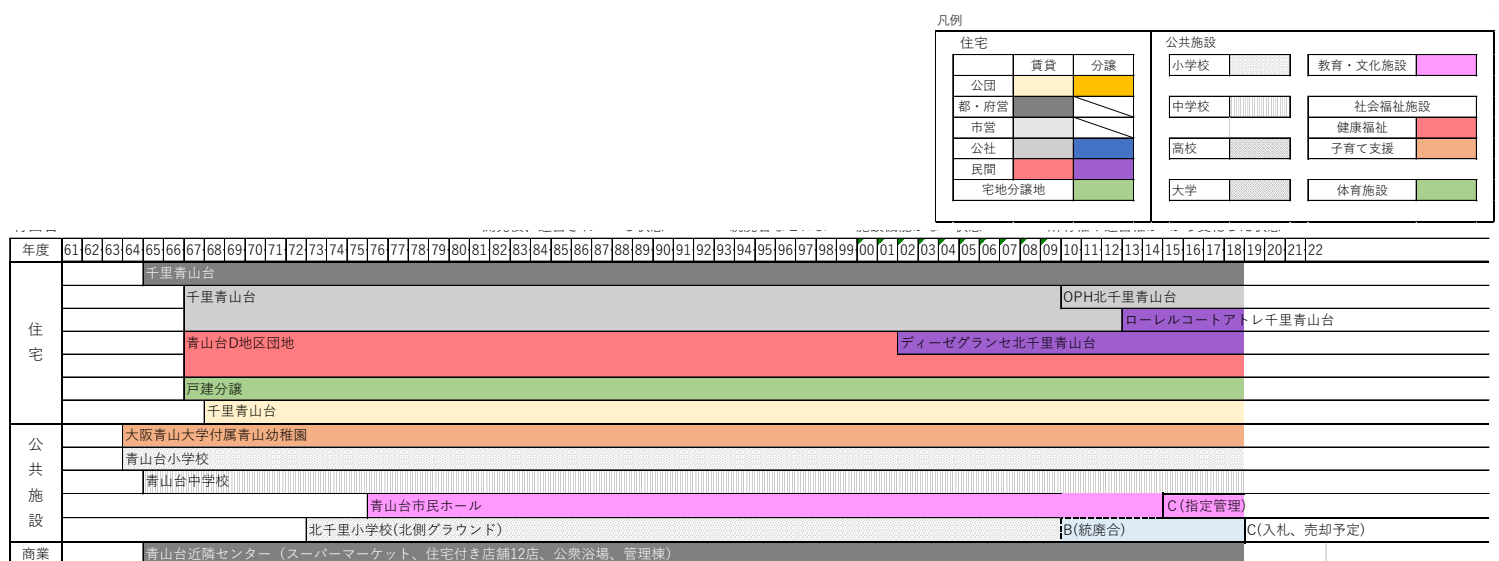 凡例
住宅
賃貸 分譲
公団
都・府営
市営
公社
民間
宅地分譲地
公共施設
小学校
中学校
高校
大学
教育・文化施設
社会福祉施設
健康福祉
子育て支援
体育施設
年度 61 62 63 64 65 66 67 68 69 70 71 72 73 74 75 76 77 78 79 80 81 82 83 84 85 86 87 88 89 90 91 92 93 94 95 96 97 98 99 00 01 02 03 04 05 06 07 08 09 10 11 12 13 14 15 16 17 18 19 20 21 22
住宅
千里青山台
千里青山台 OPH北千里青山台
ローレルコートアトレ千里青山台
青山台D地区団地 ディーゼグランセ北千里青山台
戸建分譲
千里青山台
公共施設
大阪青山大学付属青山幼稚園
青山台小学校
青山台中学校
青山台市民ホール C(指定管理)
北千里小学校(北側グラウンド) B(統廃合) C(入札、売却予定)
商業
青山台近隣センター（スーパーマーケット、住宅付き店舗12店、公衆浴場、管理棟）